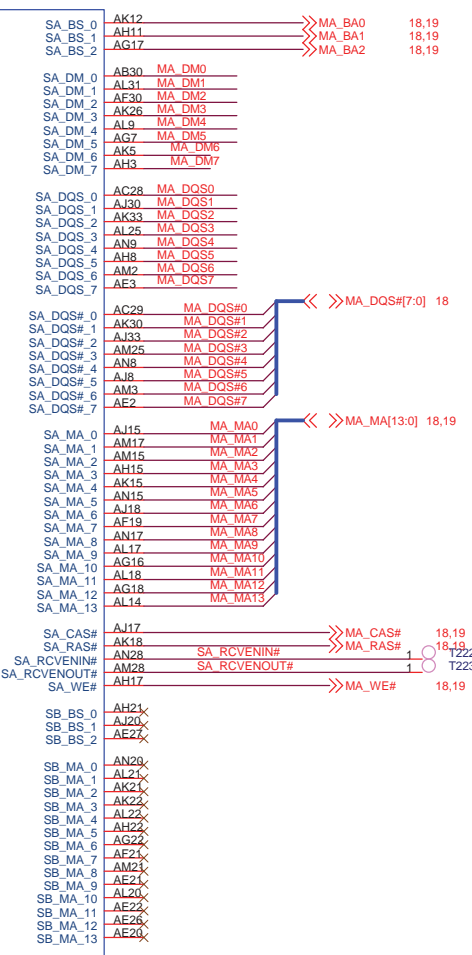 SA_BS_0 AK12 MA_BA0 18,19
SA_BS_1 AH11 MA_BA1 18,19
SA_BS_2 AG17 MA_BA2 18,19
SA_DM_0 AB30 MA_DM0
SA_DM_1 AL31 MA_DM1
SA_DM_2 AF30 MA_DM2
SA_DM_3 AK26 MA_DM3
SA_DM_4 AL9 MA_DM4
SA_DM_5 AG7 MA_DM5
SA_DM_6 AK5 MA_DM6
SA_DM_7 AH3 MA_DM7
SA_DQS_0 AC28 MA_DQS0
SA_DQS_1 AJ30 MA_DQS1
SA_DQS_2 AK33 MA_DQS2
SA_DQS_3 AL25 MA_DQS3
SA_DQS_4 AN9 MA_DQS4
SA_DQS_5 AH8 MA_DQS5
SA_DQS_6 AM2 MA_DQS6
SA_DQS_7 AE3 MA_DQS7
MA_DQS#[7:0] 18
SA_DQS#_0 AC29 MA_DQS#0
SA_DQS#_1 AK30 MA_DQS#1
SA_DQS#_2 AJ33 MA_DQS#2
SA_DQS#_3 AM25 MA_DQS#3
SA_DQS#_4 AN8 MA_DQS#4
SA_DQS#_5 AJ8 MA_DQS#5
SA_DQS#_6 AM3 MA_DQS#6
SA_DQS#_7 AE2 MA_DQS#7
MA_MA[13:0] 18,19
SA_MA_0 AJ15 MA_MA0
SA_MA_1 AM17 MA_MA1
SA_MA_2 AM15 MA_MA2
SA_MA_3 AH15 MA_MA3
SA_MA_4 AK15 MA_MA4
SA_MA_5 AN15 MA_MA5
SA_MA_6 AJ18 MA_MA6
SA_MA_7 AF19 MA_MA7
SA_MA_8 AN17 MA_MA8
SA_MA_9 AL17 MA_MA9
SA_MA_10 AG16 MA_MA10
SA_MA_11 AL18 MA_MA11
SA_MA_12 AG18 MA_MA12
SA_MA_13 AL14 MA_MA13
SA_CAS# AJ17 MA_CAS# 18,19
SA_RAS# AK18 MA_RAS# 18,19
SA_RCVENIN# AN28 SA_RCVENIN# 1 T222
SA_RCVENOUT# AM28 SA_RCVENOUT# 1 T223
SA_WE# AH17 MA_WE# 18,19
SB_BS_0 AH21
SB_BS_1 AJ20
SB_BS_2 AE27
SB_MA_0 AN20
SB_MA_1 AL21
SB_MA_2 AK21
SB_MA_3 AK22
SB_MA_4 AL22
SB_MA_5 AH22
SB_MA_6 AG22
SB_MA_7 AF21
SB_MA_8 AM21
SB_MA_9 AE21
SB_MA_10 AL20
SB_MA_11 AE22
SB_MA_12 AE26
SB_MA_13 AE20